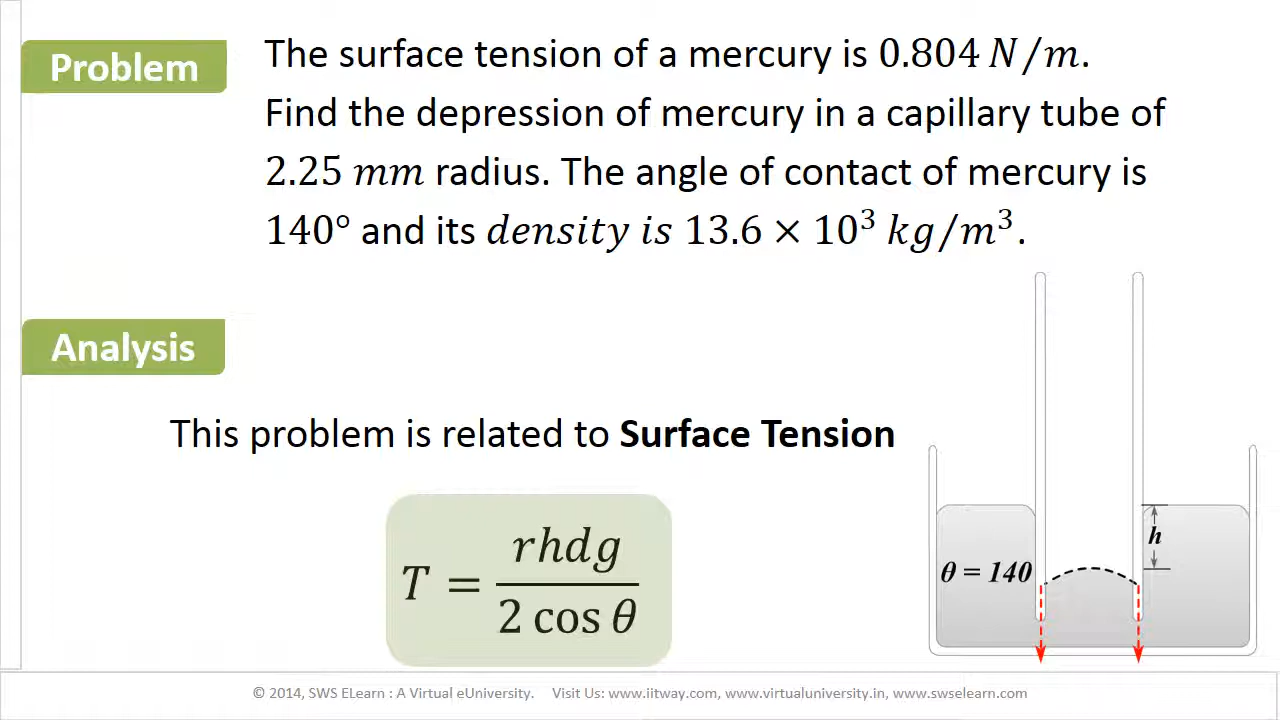 Problem
The surface tension of a mercury is 0.804 N/m.
Find the depression of mercury in a capillary tube of
2.25 mm radius. The angle of contact of mercury is
140° and its density is 13.6 × 10³ kg/m³.
Analysis
This problem is related to Surface Tension
T = rhdg / 2 cos θ
h
θ = 140
© 2014, SWS ELearn : A Virtual eUniversity. Visit Us: www.iitway.com, www.virtualuniversity.in, www.swselearn.com